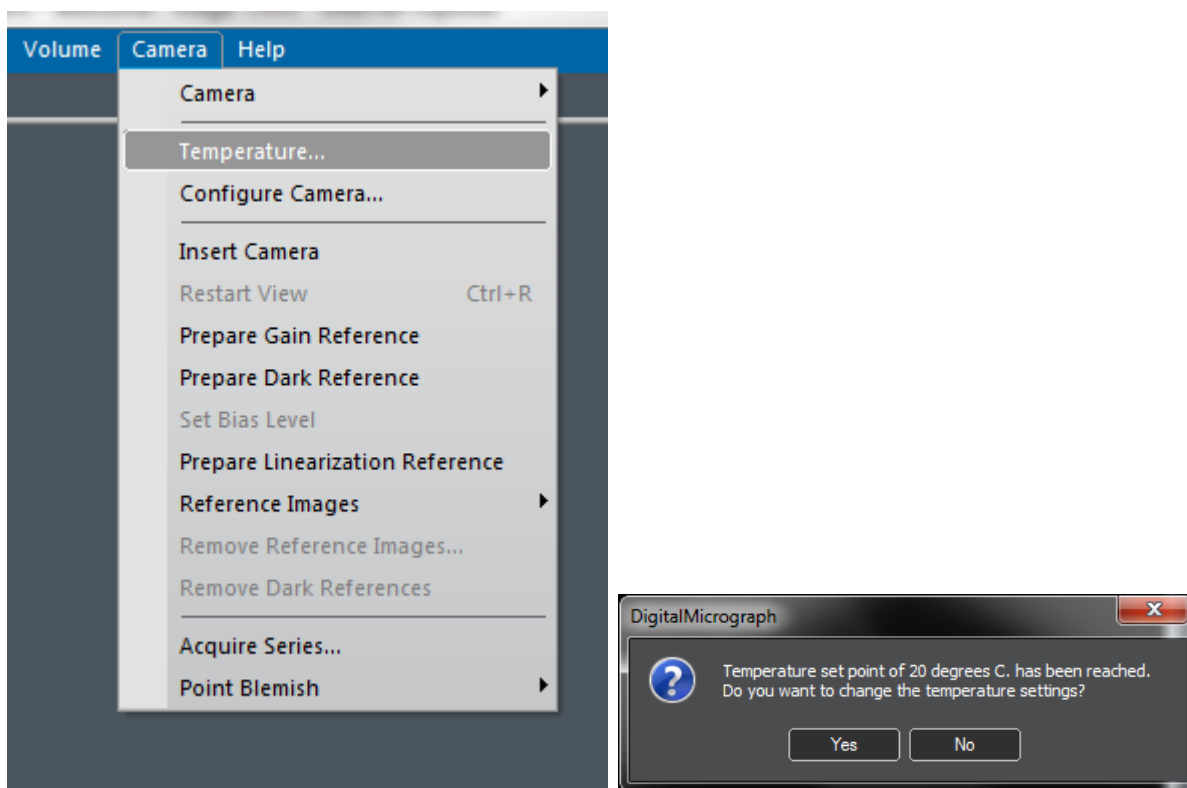 Volume Camera Help
Camera
Temperature...
Configure Camera...
Insert Camera
Restart View Ctrl+R
Prepare Gain Reference
Prepare Dark Reference
Set Bias Level
Prepare Linearization Reference
Reference Images
Remove Reference Images...
Remove Dark References
Acquire Series...
Point Blemish
DigitalMicrograph
Temperature set point of 20 degrees C. has been reached.
Do you want to change the temperature settings?
Yes No